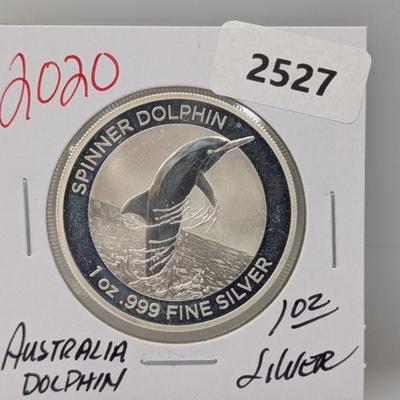 2020
2527
SPINNER DOLPHIN
1 oz .999 FINE SILVER
AUSTRALIA
DOLPHIN
1 OZ
SILVER